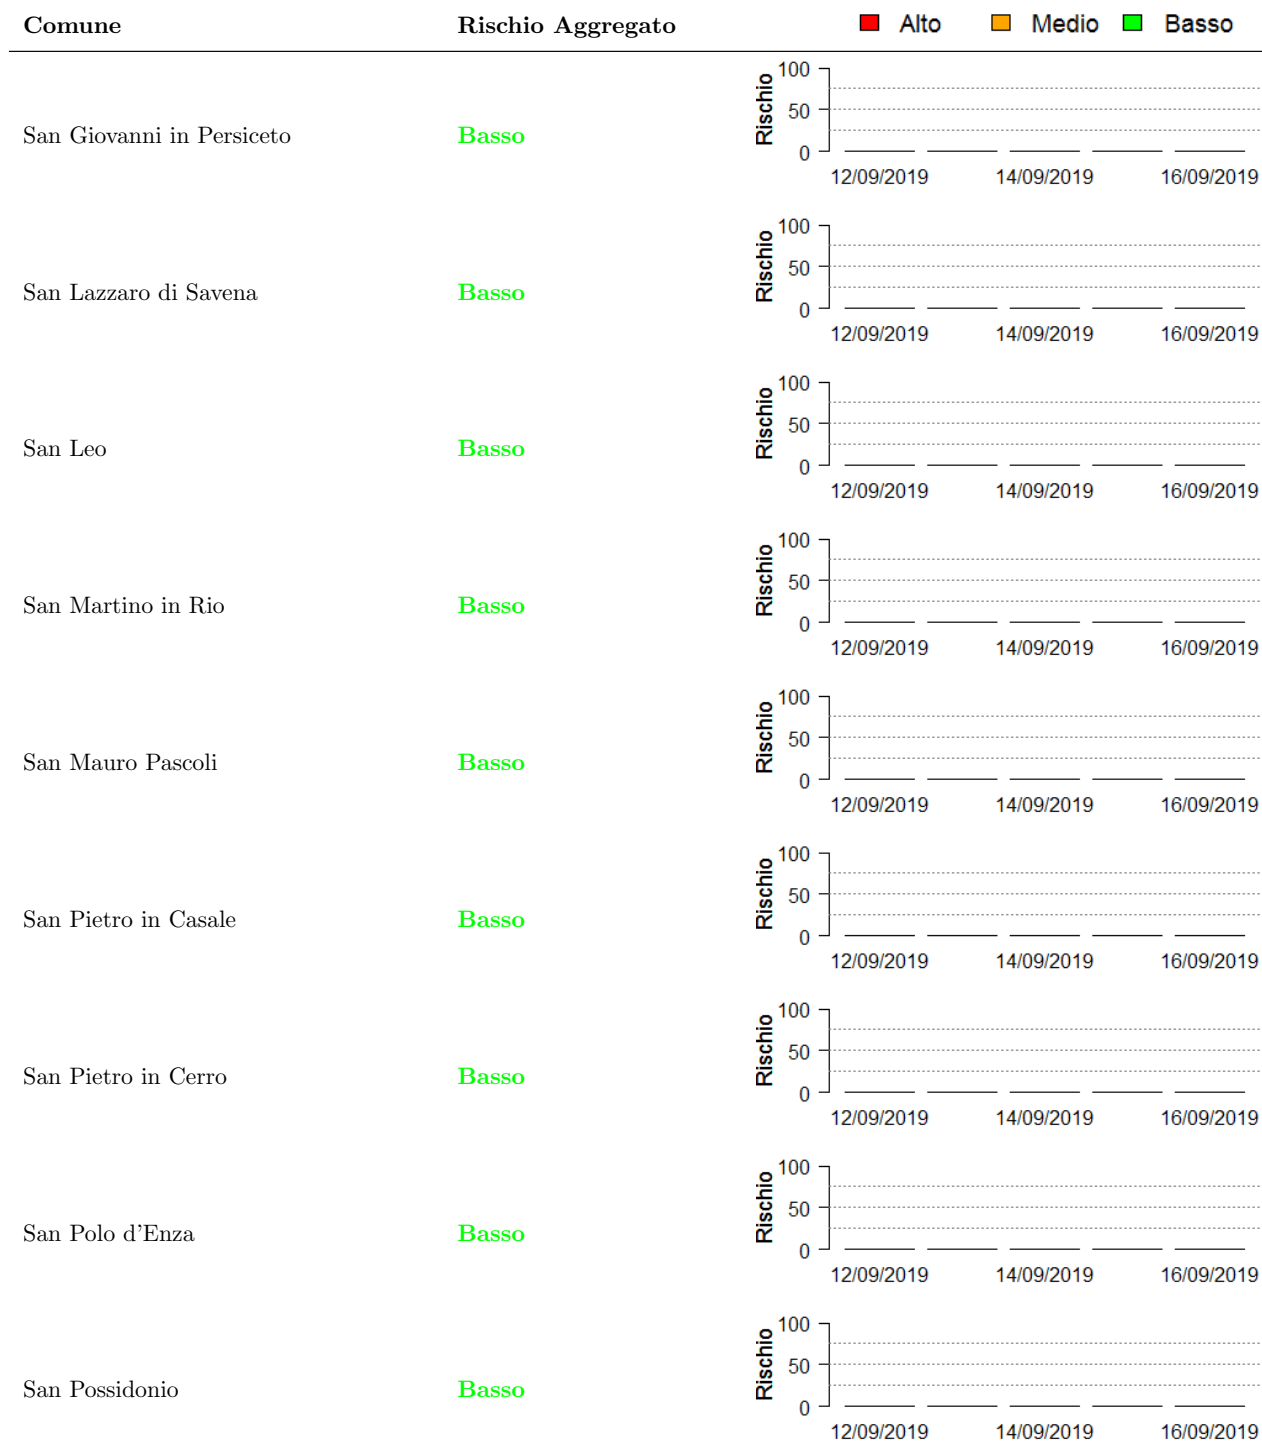 Comune Rischio Aggregato Alto Medio Basso
100
Rischio
50
San Giovanni in Persiceto Basso
0
12/09/2019 14/09/2019 16/09/2019
100
Rischio
50
San Lazzaro di Savena Basso
0
12/09/2019 14/09/2019 16/09/2019
100
Rischio
50
San Leo Basso
0
12/09/2019 14/09/2019 16/09/2019
100
Rischio
50
San Martino in Rio Basso
0
12/09/2019 14/09/2019 16/09/2019
100
Rischio
50
San Mauro Pascoli Basso
0
12/09/2019 14/09/2019 16/09/2019
100
Rischio
50
San Pietro in Casale Basso
0
12/09/2019 14/09/2019 16/09/2019
100
Rischio
50
San Pietro in Cerro Basso
0
12/09/2019 14/09/2019 16/09/2019
100
Rischio
50
San Polo d'Enza Basso
0
12/09/2019 14/09/2019 16/09/2019
100
Rischio
50
San Possidonio Basso
0
12/09/2019 14/09/2019 16/09/2019